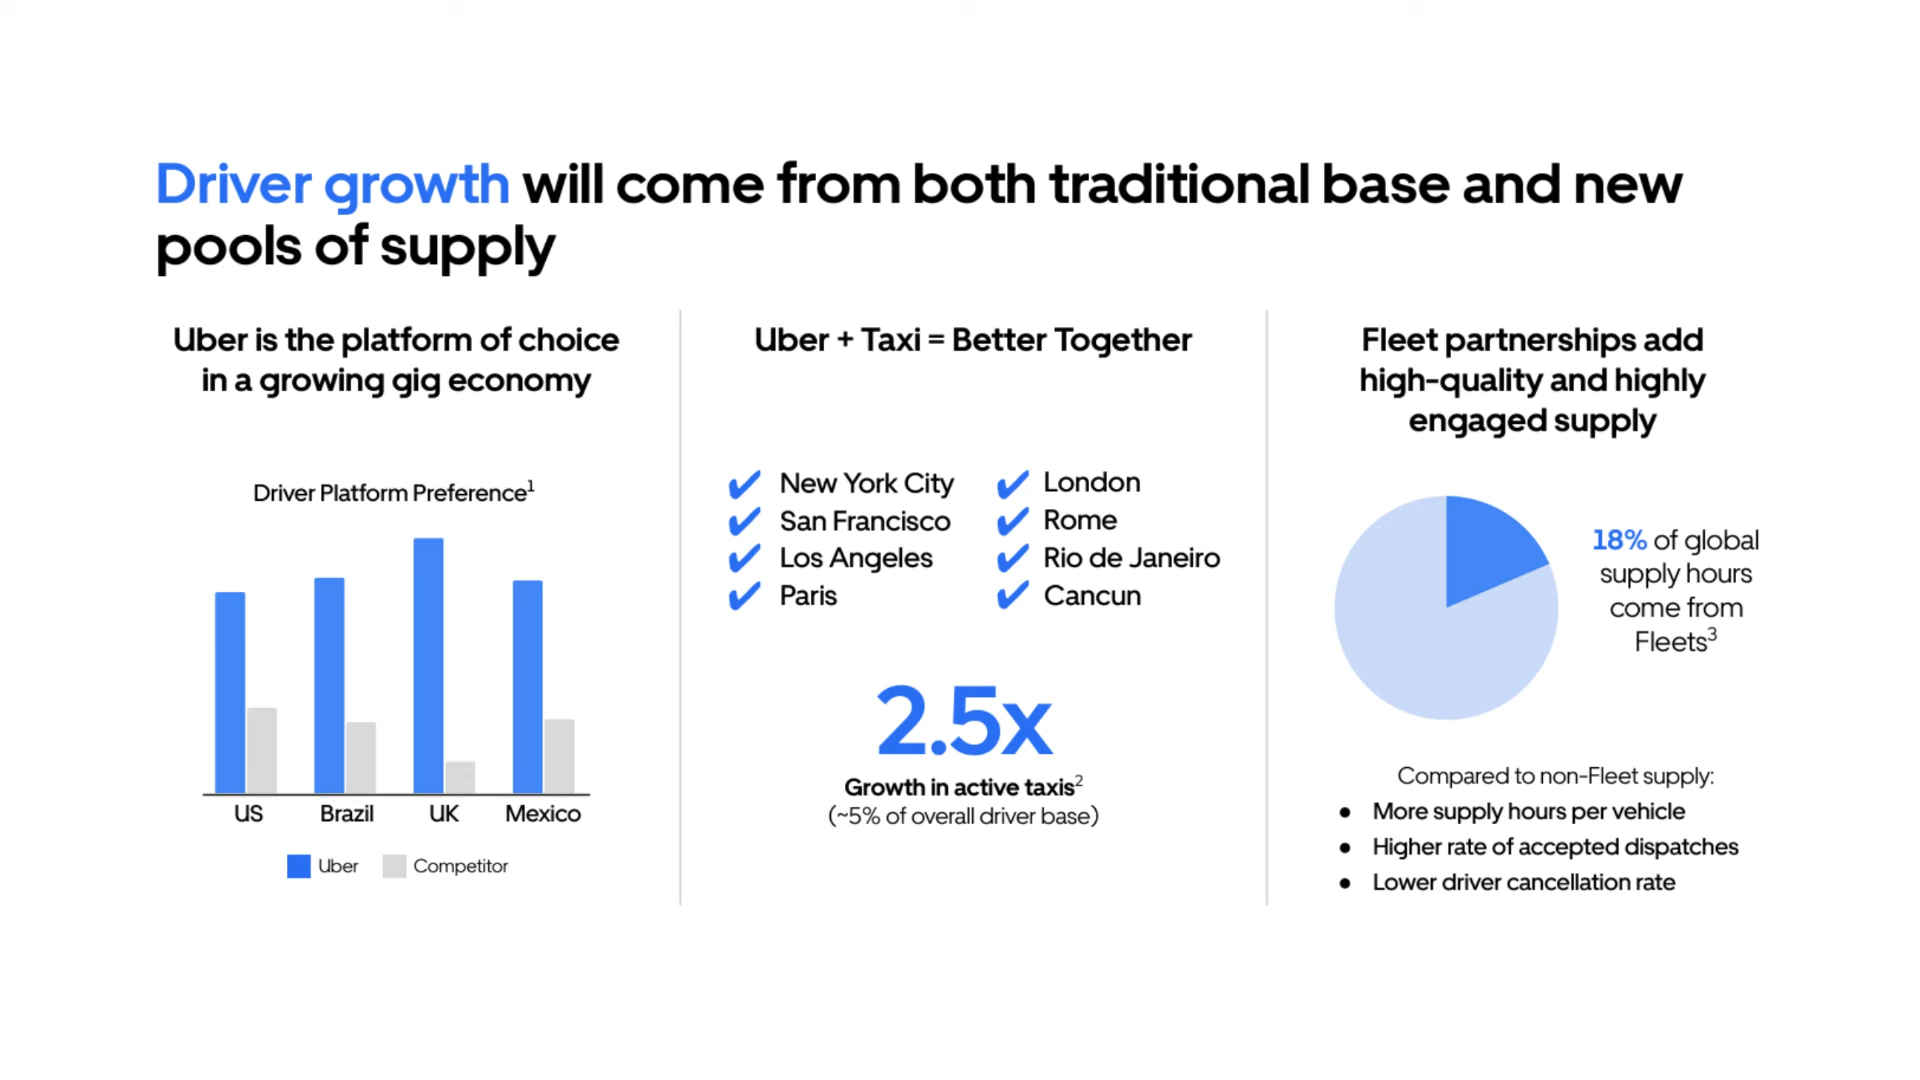 Driver growth will come from both traditional base and new
pools of supply
Uber is the platform of choice
in a growing gig economy
Driver Platform Preference¹
US
Brazil
UK
Mexico
Uber
Competitor
Uber + Taxi = Better Together
✔ New York City
✔ San Francisco
✔ Los Angeles
✔ Paris
✔ London
✔ Rome
✔ Rio de Janeiro
✔ Cancun
2.5x
Growth in active taxis²
(~5% of overall driver base)
Fleet partnerships add
high-quality and highly
engaged supply
18% of global
supply hours
come from
Fleets³
Compared to non-Fleet supply:
● More supply hours per vehicle
● Higher rate of accepted dispatches
● Lower driver cancellation rate